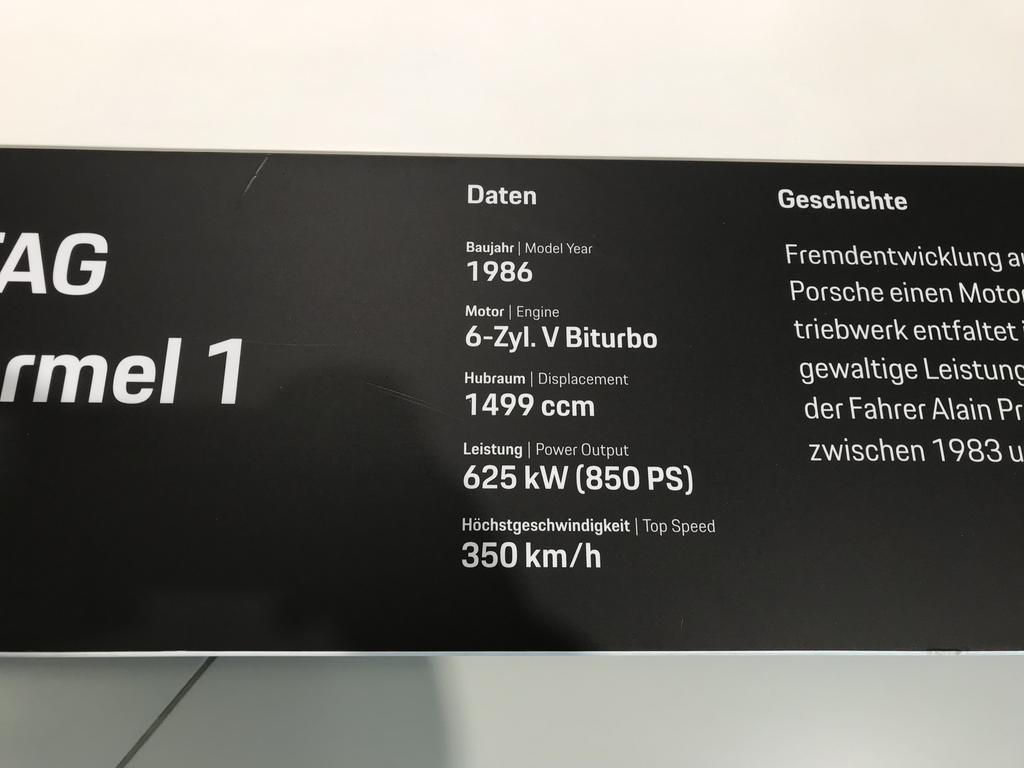 TAG
rmel 1
Daten
Baujahr | Model Year
1986
Motor | Engine
6-Zyl. V Biturbo
Hubraum | Displacement
1499 ccm
Leistung | Power Output
625 kW (850 PS)
Höchstgeschwindigkeit | Top Speed
350 km/h
Geschichte
Fremdentwicklung
Porsche einen Moto
triebwerk entfaltet
gewaltige Leistung
der Fahrer Alain Pr
zwischen 1983 u